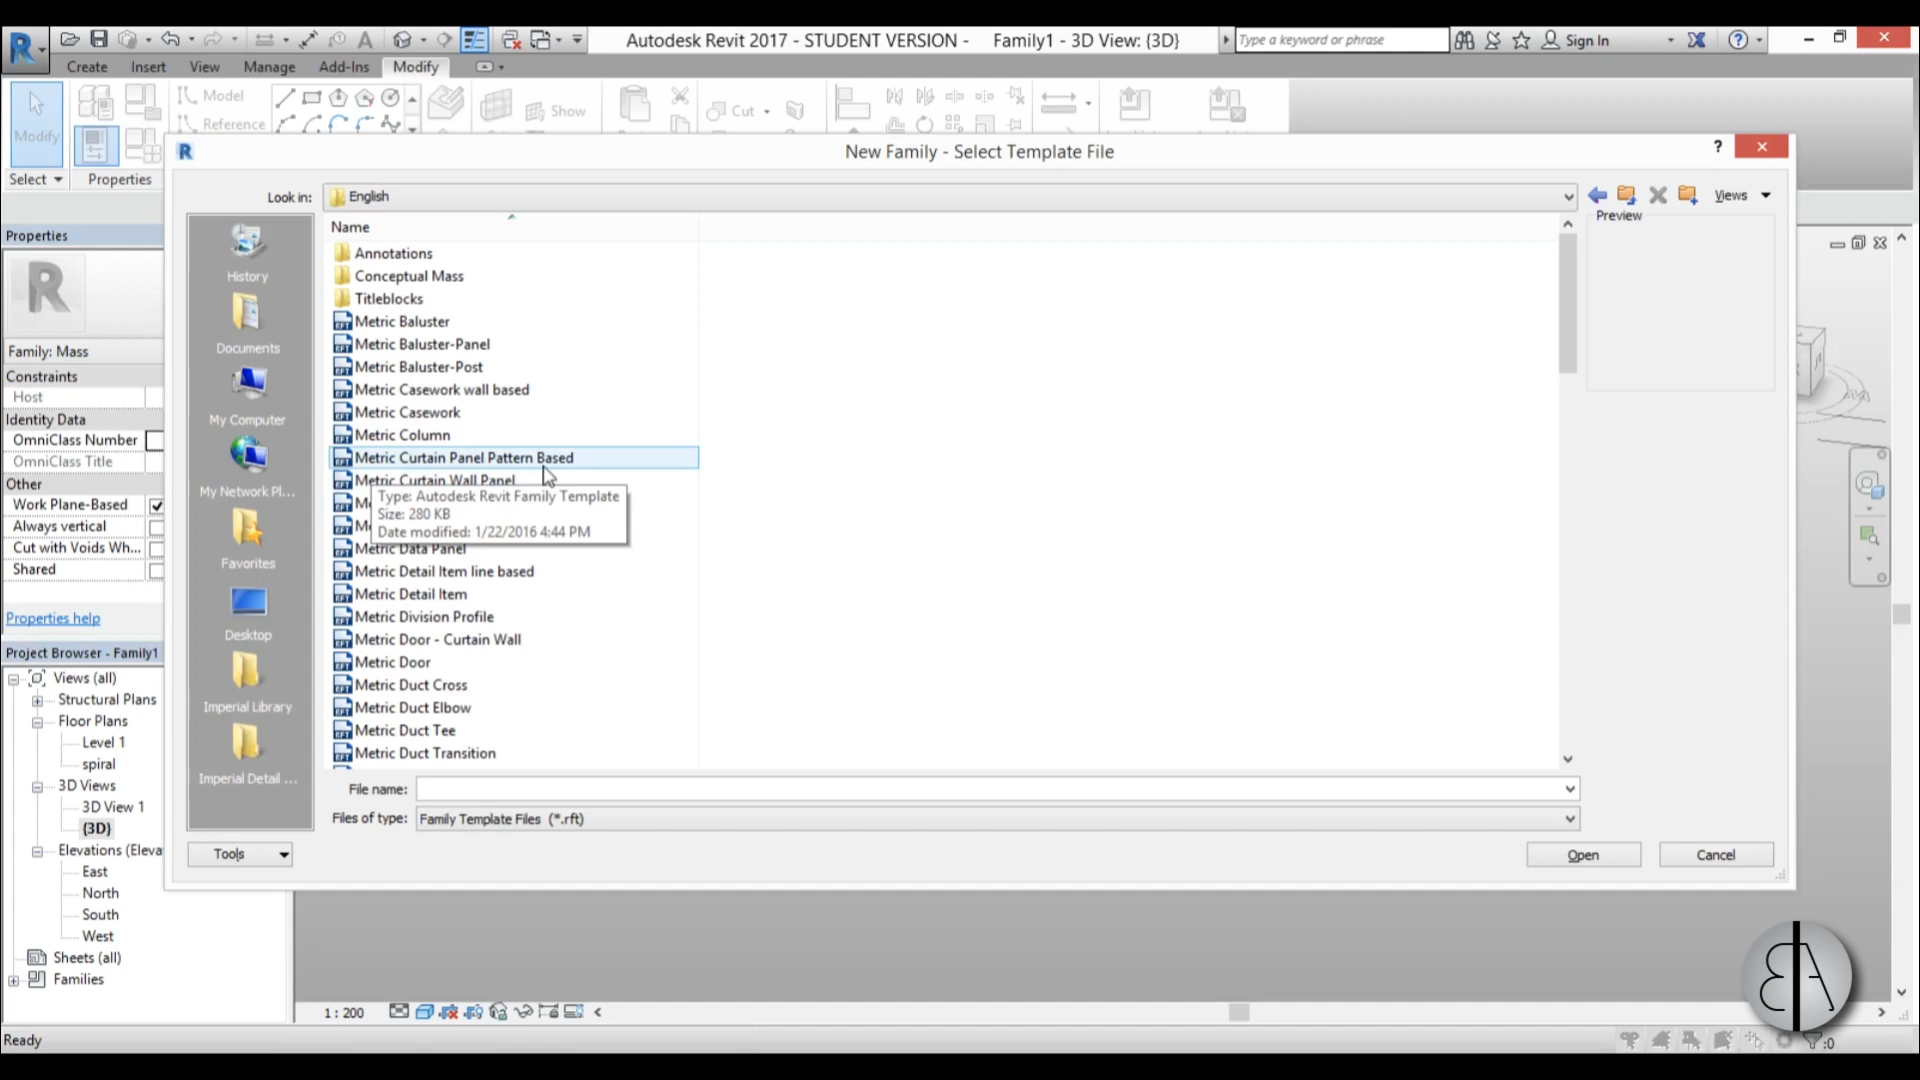 Autodesk Revit 2017 - STUDENT VERSION - Family1 - 3D View: {3D}
Type a keyword or phrase
Sign In
Create Insert View Manage Add-Ins Modify
Modify
Model
Reference
Show
Cut
Select
Properties
New Family - Select Template File
Look in:
English
Views
Preview
Name
Annotations
Conceptual Mass
Titleblocks
Metric Baluster
Metric Baluster-Panel
Metric Baluster-Post
Metric Casework wall based
Metric Casework
Metric Column
Metric Curtain Panel Pattern Based
Metric Curtain Wall Panel
Type: Autodesk Revit Family Template
Size: 280 KB
Date modified: 1/22/2016 4:44 PM
Metric Data Panel
Metric Detail Item line based
Metric Detail Item
Metric Division Profile
Metric Door - Curtain Wall
Metric Door
Metric Duct Cross
Metric Duct Elbow
Metric Duct Tee
Metric Duct Transition
History
Documents
My Computer
My Network Pl...
Favorites
Desktop
Imperial Library
Imperial Detail ...
File name:
Files of type: Family Template Files (*.rft)
Tools
Open
Cancel
Properties
Family: Mass
Constraints
Host
Identity Data
OmniClass Number
OmniClass Title
Other
Work Plane-Based
Always vertical
Cut with Voids Wh...
Shared
Properties help
Project Browser - Family1
Views (all)
Structural Plans
Floor Plans
Level 1
spiral
3D Views
3D View 1
{3D}
Elevations (Eleva
East
North
South
West
Sheets (all)
Families
1 : 200
Ready
:0